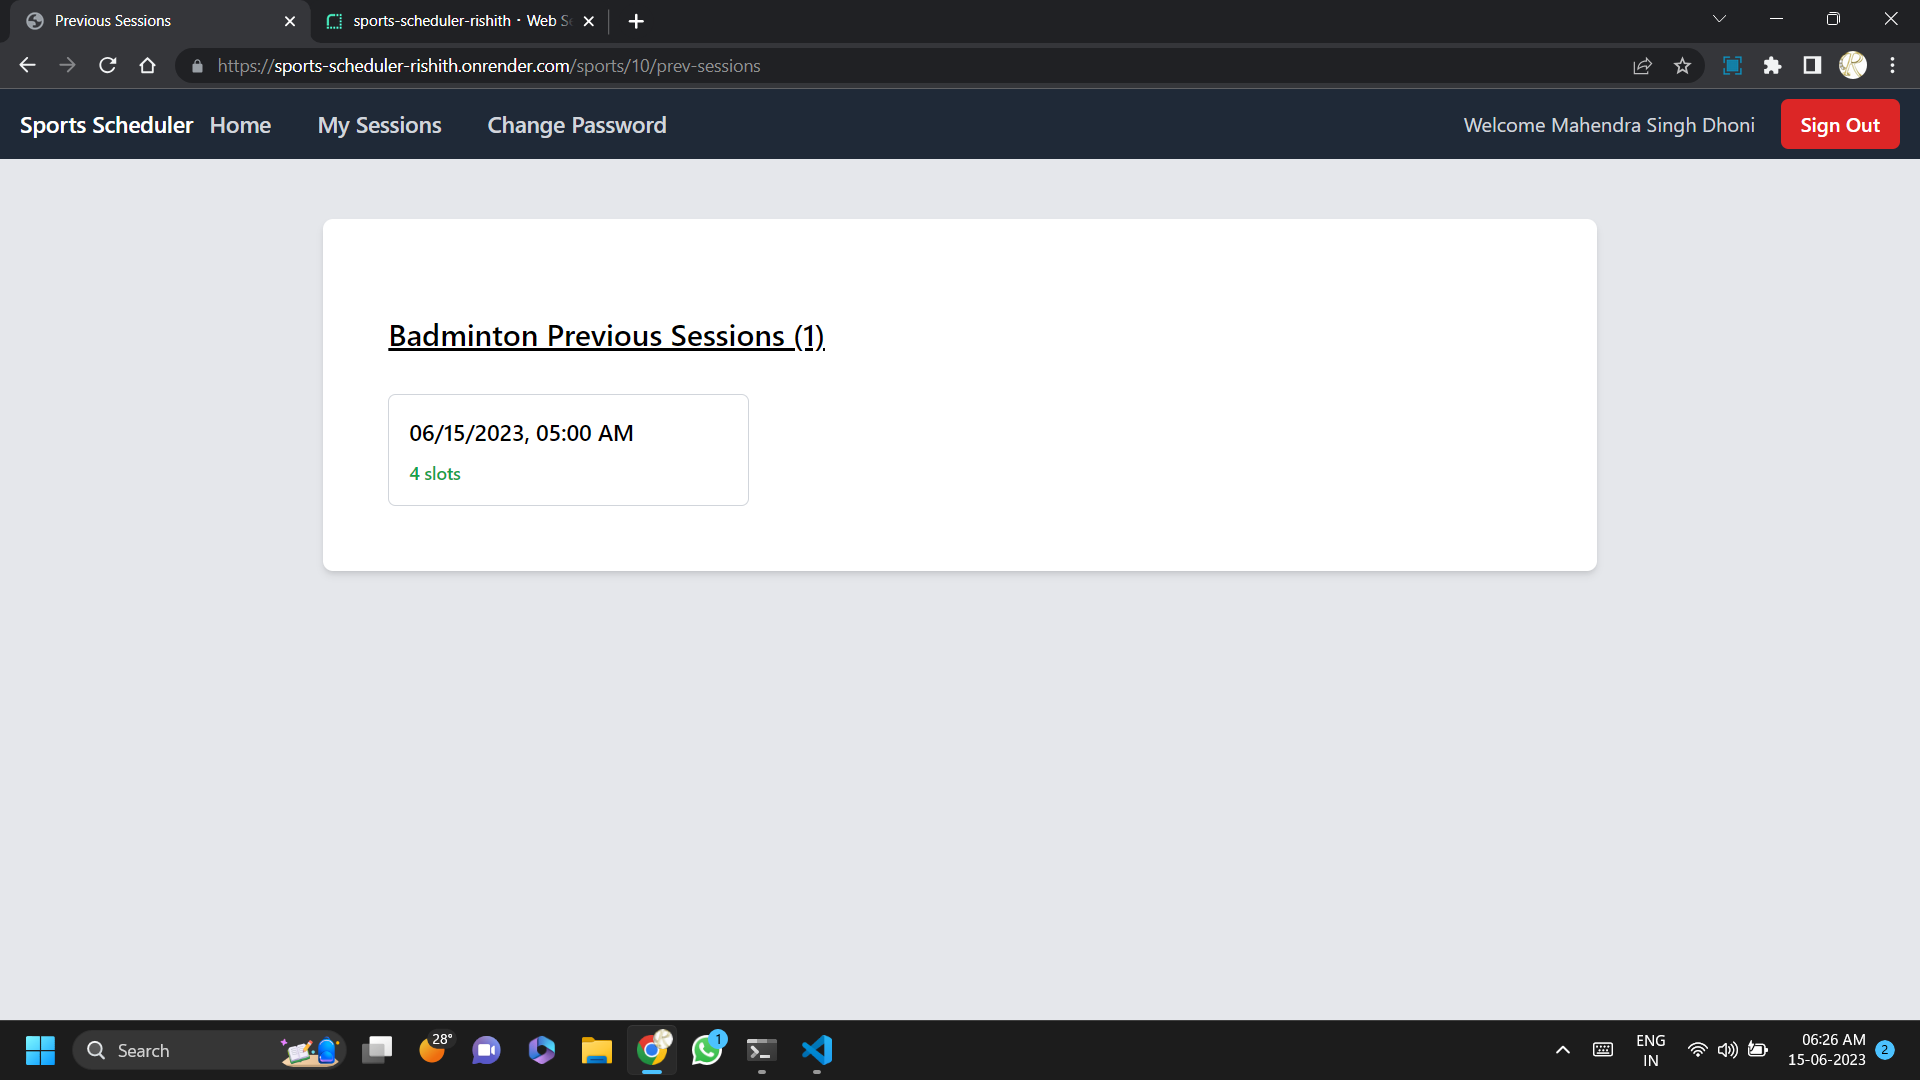 Previous Sessions
sports-scheduler-rishith · Web
https://sports-scheduler-rishith.onrender.com/sports/10/prev-sessions
Sports Scheduler Home My Sessions Change Password Welcome Mahendra Singh Dhoni Sign Out
Badminton Previous Sessions (1)
06/15/2023, 05:00 AM
4 slots
Search
28°
1
ENG
IN
06:26 AM
15-06-2023
2